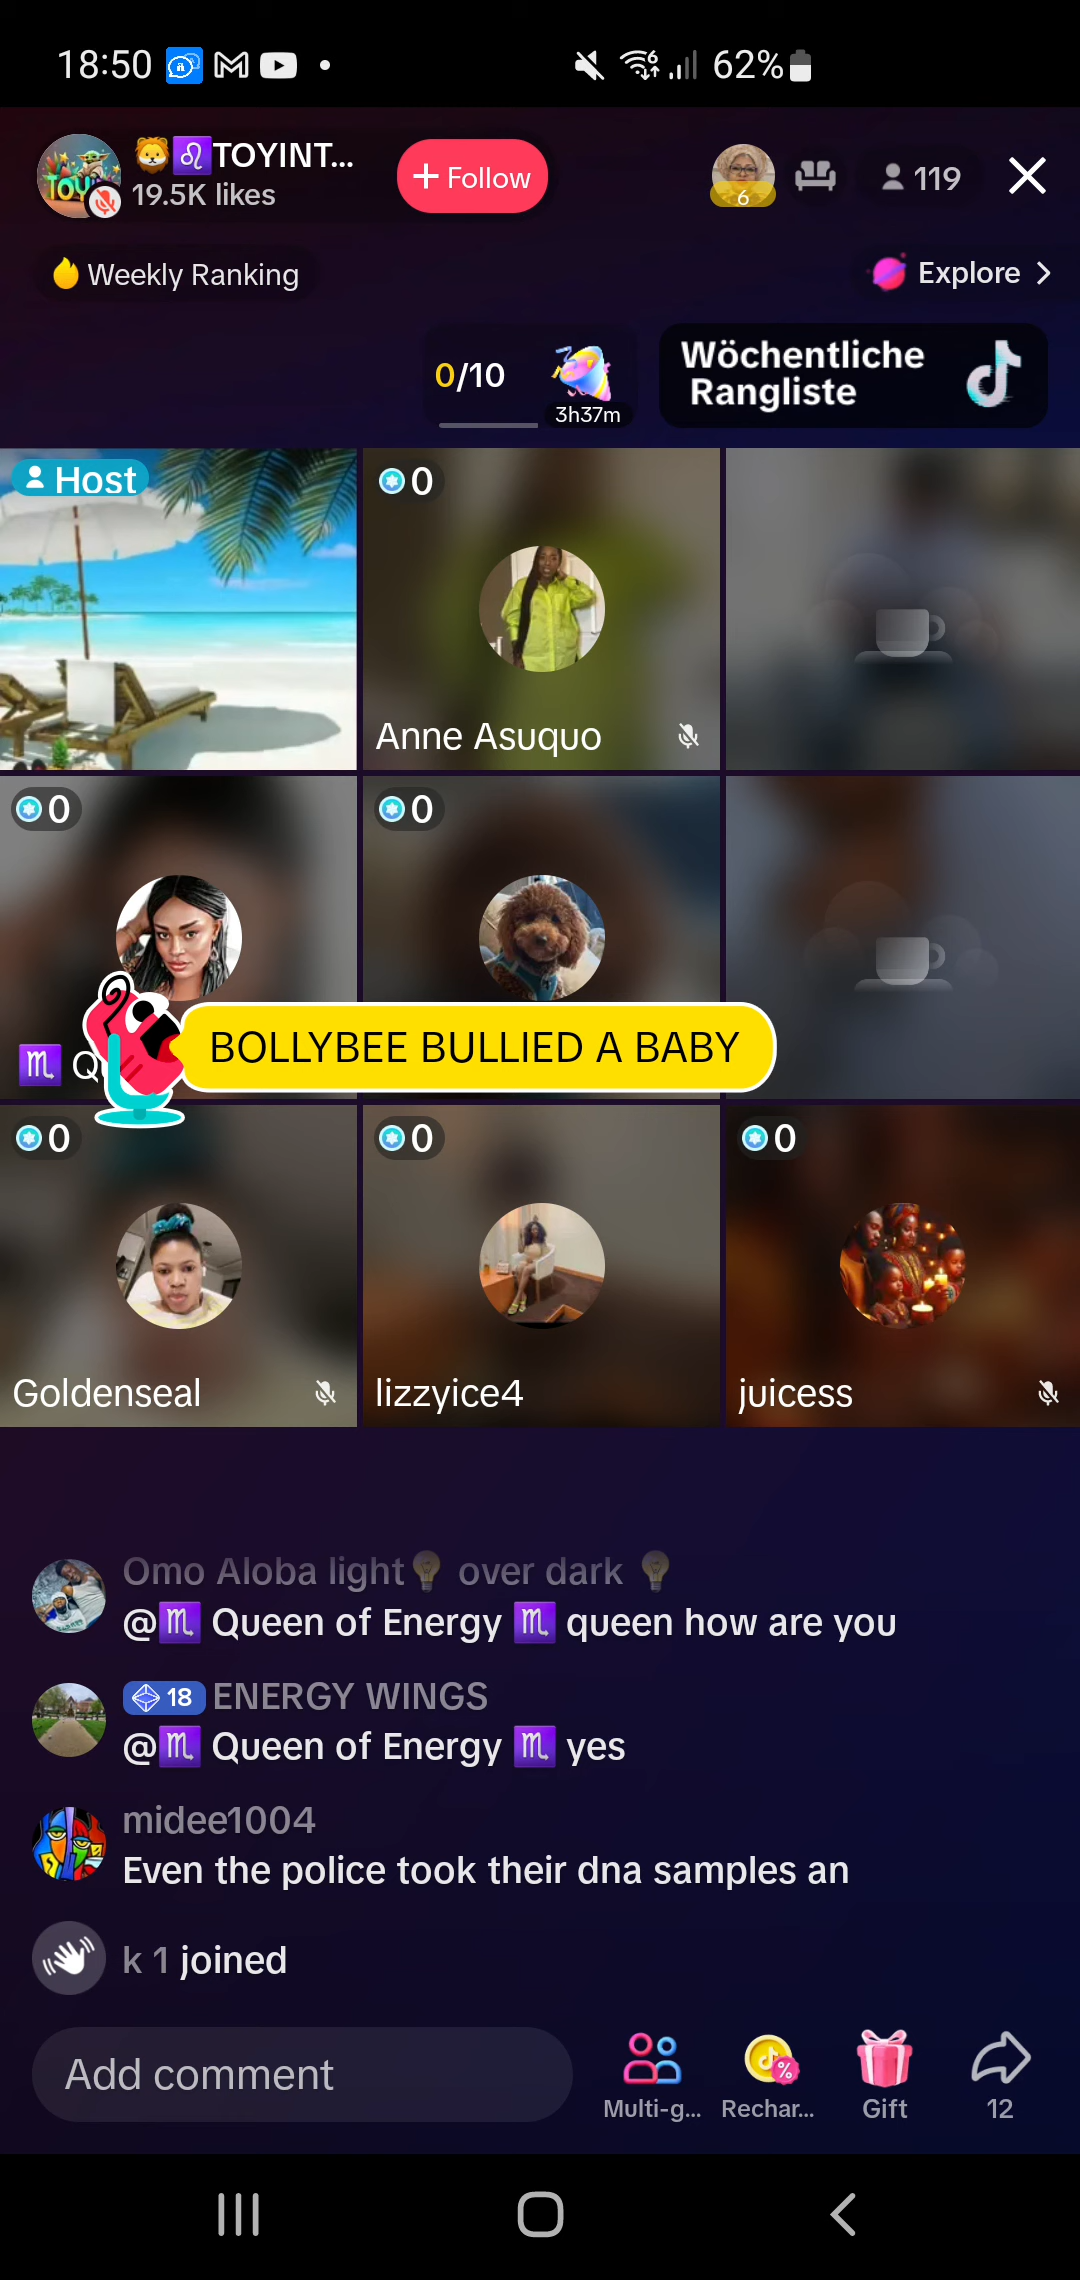 18:50
62%
🦁♌TOYINT...
19.5K likes
+ Follow
6
119
Weekly Ranking
Explore >
0/10
3h37m
Wöchentliche
Rangliste
Host
0
Anne Asuquo
0
0
♏ Q
BOLLYBEE BULLIED A BABY
0
0
0
Goldenseal
lizzyice4
juicess
Omo Aloba light💡 over dark 💡
@♏ Queen of Energy ♏ queen how are you
18 ENERGY WINGS
@♏ Queen of Energy ♏ yes
midee1004
Even the police took their dna samples an
k 1 joined
Add comment
Multi-g...
Rechar...
Gift
12